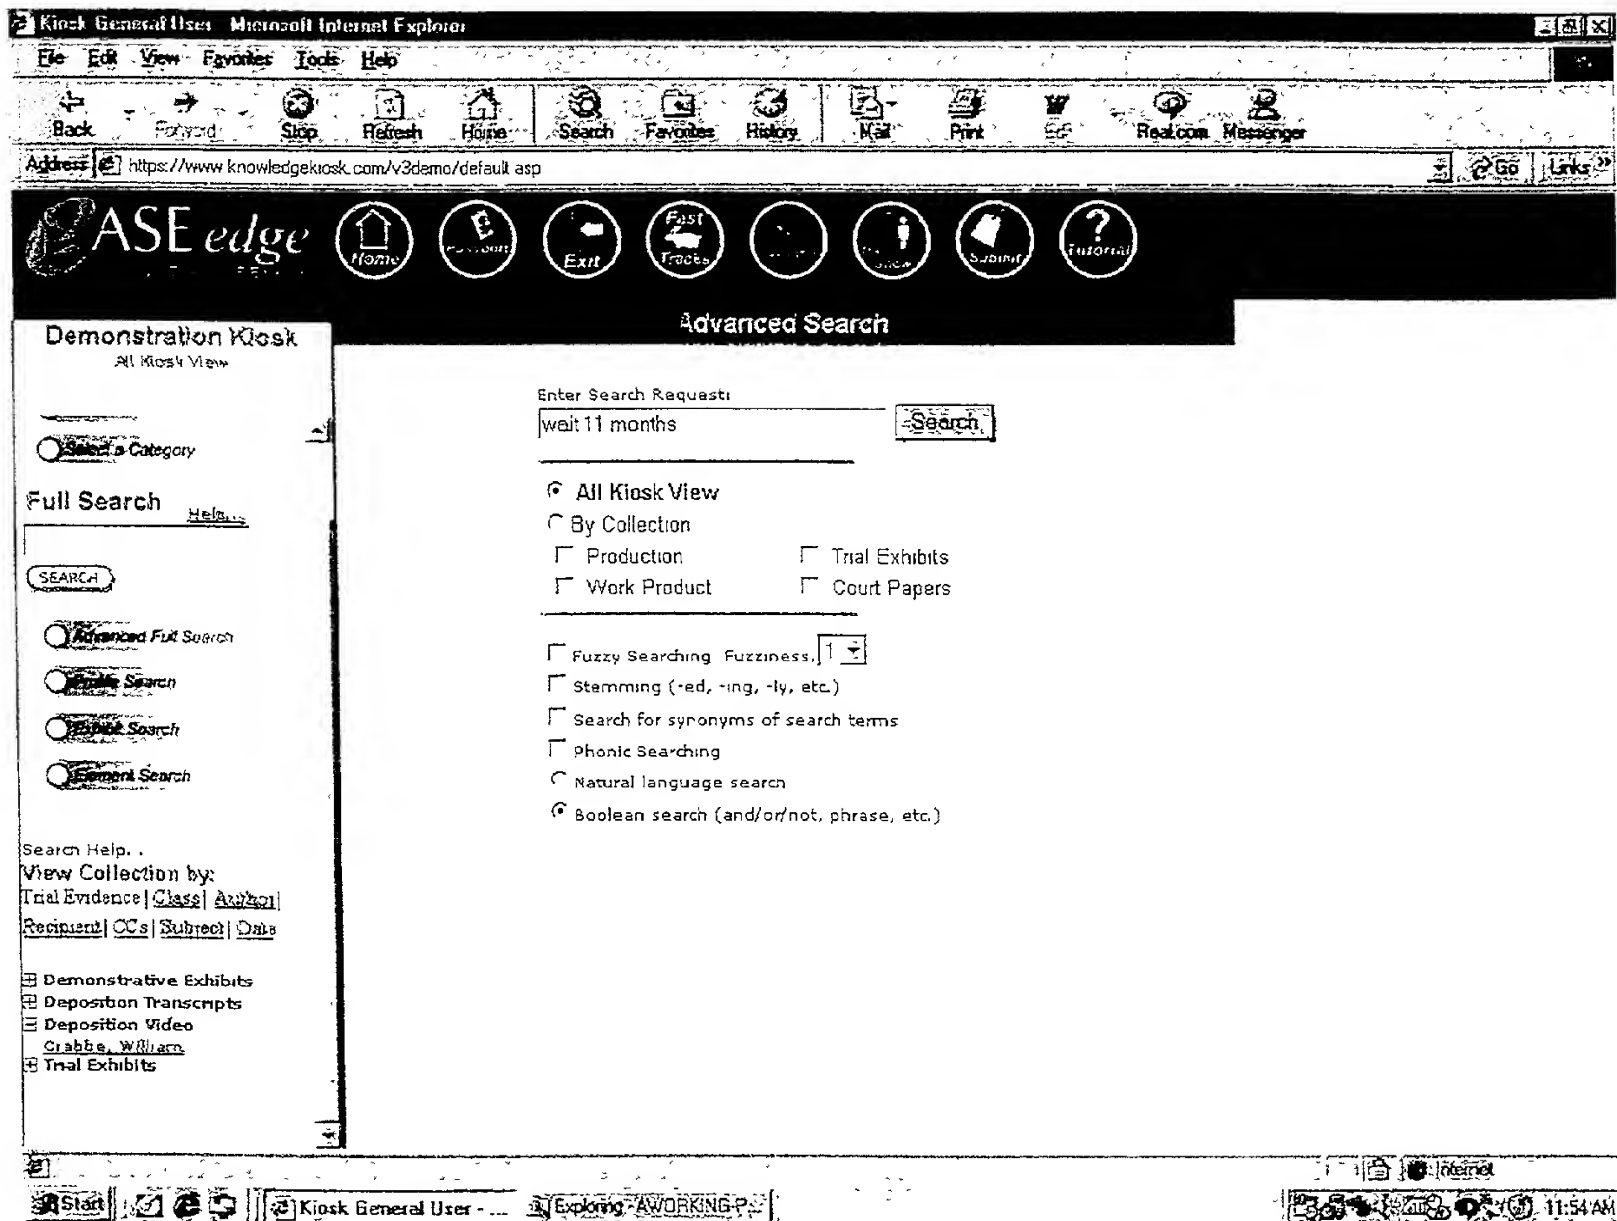 Kiosk General User - Microsoft Internet Explorer
File Edit View Favorites Tools Help
Back Forward Stop Refresh Home Search Favorites History Mail Print Edit Real.com Messenger
Address https://www.knowledgekiosk.com/v3demo/default.asp Go Links »
CASE edge Home Exit Fast Tracks Show Submit Tutorial
Advanced Search
Demonstration Kiosk
All Kiosk View
Select a Category
Full Search Help...
SEARCH
Advanced Full Search
Profile Search
Exhibit Search
Element Search
Search Help...
View Collection by:
Trial Evidence| Class| Author|
Recipient| CCs| Subject| Date
Demonstrative Exhibits
Deposition Transcripts
Deposition Video
Crabbe, William
Trial Exhibits
Enter Search Request:
wait 11 months Search
All Kiosk View
By Collection
Production Trial Exhibits
Work Product Court Papers
Fuzzy Searching Fuzziness. 1
Stemming (-ed, -ing, -ly, etc.)
Search for synonyms of search terms
Phonic Searching
Natural language search
Boolean search (and/or/not, phrase, etc.)
Internet
Start Kiosk General User - ... Exploring - AWORKING-P... 11:54 AM